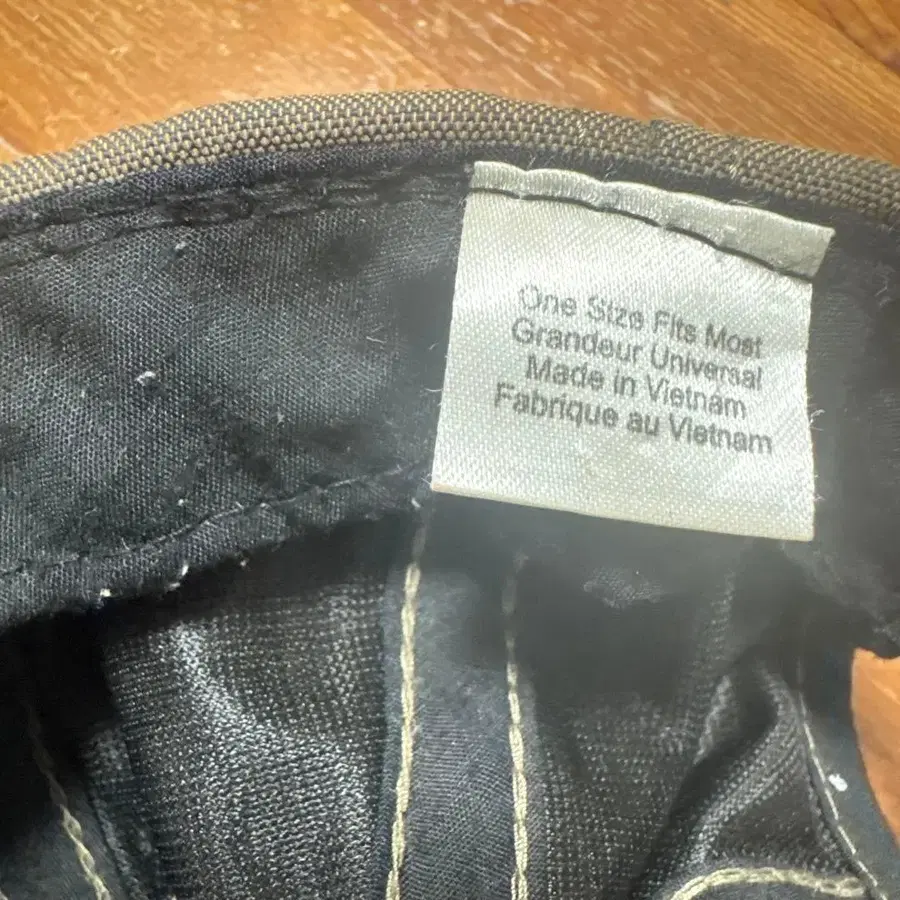 One Size Fits Most
Grandeur Universal
Made in Vietnam
Fabrique au Vietnam